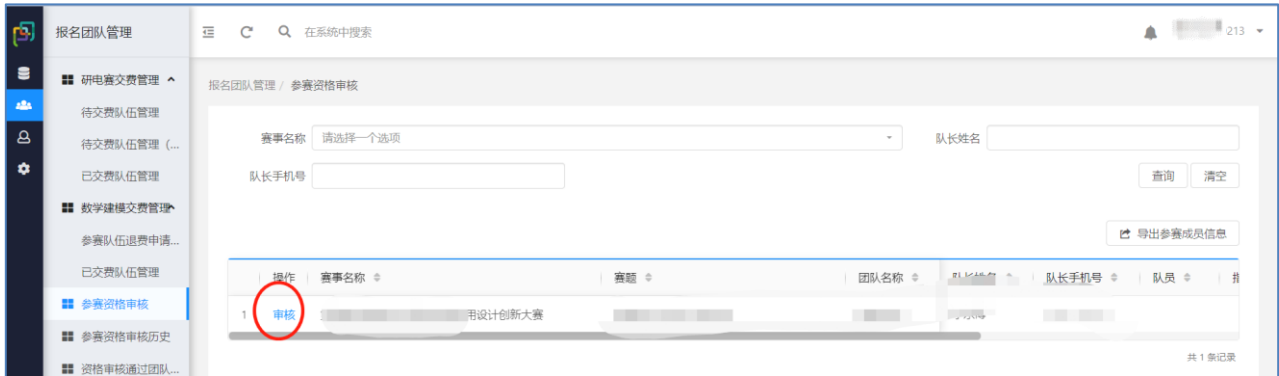 报名团队管理
在系统中搜索
213
研电赛交费管理
待交费队伍管理
待交费队伍管理（...
已交费队伍管理
数学建模交费管理
参赛队伍退费申请...
已交费队伍管理
参赛资格审核
参赛资格审核历史
资格审核通过团队...
报名团队管理 / 参赛资格审核
赛事名称 请选择一个选项 队长姓名
队长手机号 查询 清空
导出参赛成员信息
操作 赛事名称 赛题 团队名称 队长姓名 队长手机号 队员
1 审核 用设计创新大赛
共 1 条记录